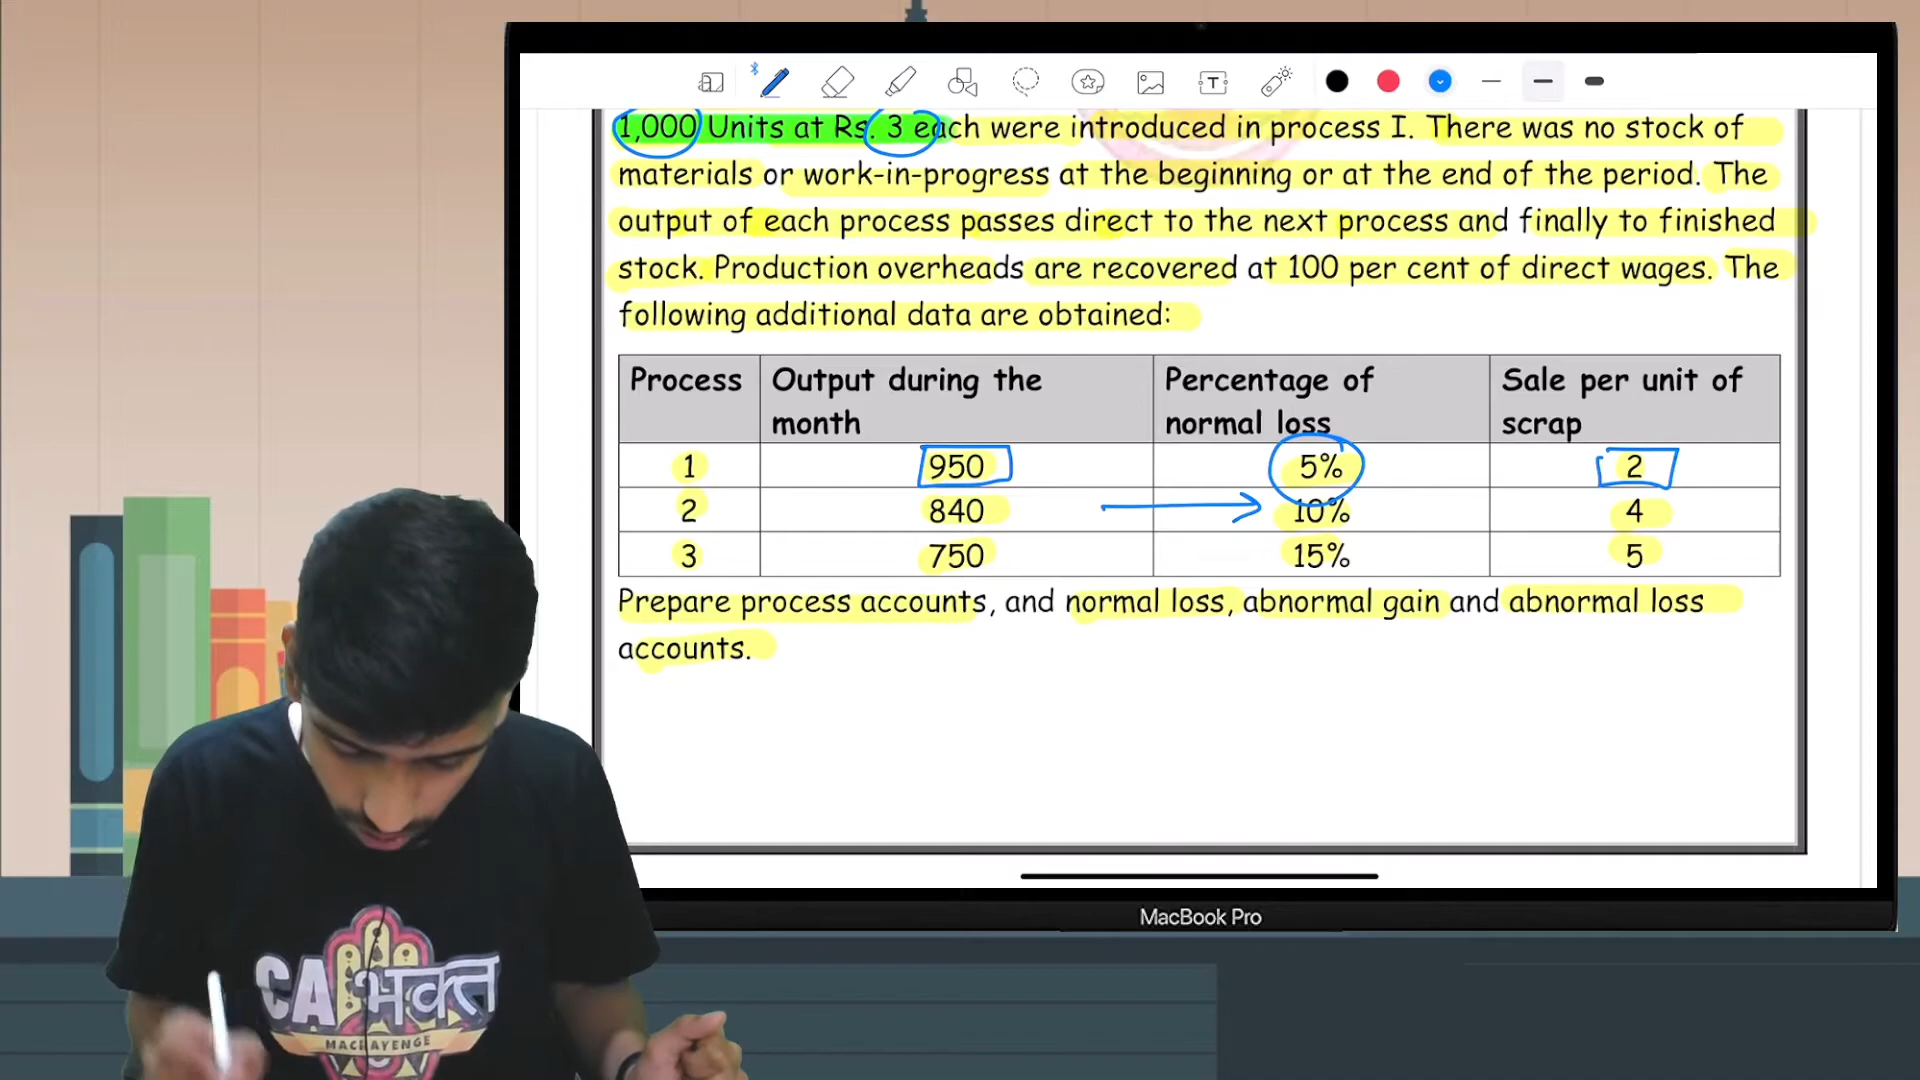 1,000 Units at Rs. 3 each were introduced in process I. There was no stock of
materials or work-in-progress at the beginning or at the end of the period. The
output of each process passes direct to the next process and finally to finished
stock. Production overheads are recovered at 100 per cent of direct wages. The
following additional data are obtained:
Process Output during the month Percentage of normal loss Sale per unit of scrap
1 950 5% 2
2 840 10% 4
3 750 15% 5
Prepare process accounts, and normal loss, abnormal gain and abnormal loss
accounts.
MacBook Pro
CA भक्त
MACHAYENGE